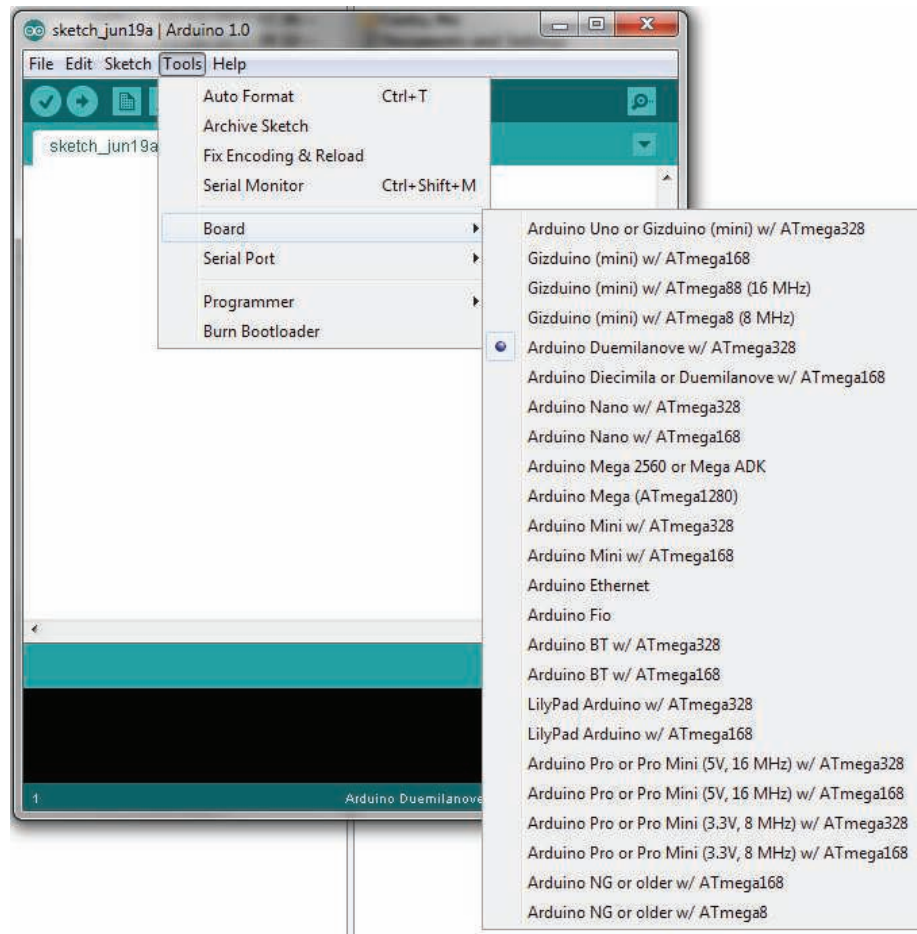 sketch_jun19a | Arduino 1.0
File Edit Sketch Tools Help
Auto Format Ctrl+T
Archive Sketch
Fix Encoding & Reload
Serial Monitor Ctrl+Shift+M
Board
Serial Port
Programmer
Burn Bootloader
sketch_jun19a
Arduino Uno or Gizduino (mini) w/ ATmega328
Gizduino (mini) w/ ATmega168
Gizduino (mini) w/ ATmega88 (16 MHz)
Gizduino (mini) w/ ATmega8 (8 MHz)
Arduino Duemilanove w/ ATmega328
Arduino Diecimila or Duemilanove w/ ATmega168
Arduino Nano w/ ATmega328
Arduino Nano w/ ATmega168
Arduino Mega 2560 or Mega ADK
Arduino Mega (ATmega1280)
Arduino Mini w/ ATmega328
Arduino Mini w/ ATmega168
Arduino Ethernet
Arduino Fio
Arduino BT w/ ATmega328
Arduino BT w/ ATmega168
LilyPad Arduino w/ ATmega328
LilyPad Arduino w/ ATmega168
Arduino Pro or Pro Mini (5V, 16 MHz) w/ ATmega328
Arduino Pro or Pro Mini (5V, 16 MHz) w/ ATmega168
Arduino Pro or Pro Mini (3.3V, 8 MHz) w/ ATmega328
Arduino Pro or Pro Mini (3.3V, 8 MHz) w/ ATmega168
Arduino NG or older w/ ATmega168
Arduino NG or older w/ ATmega8
1 Arduino Duemilanove